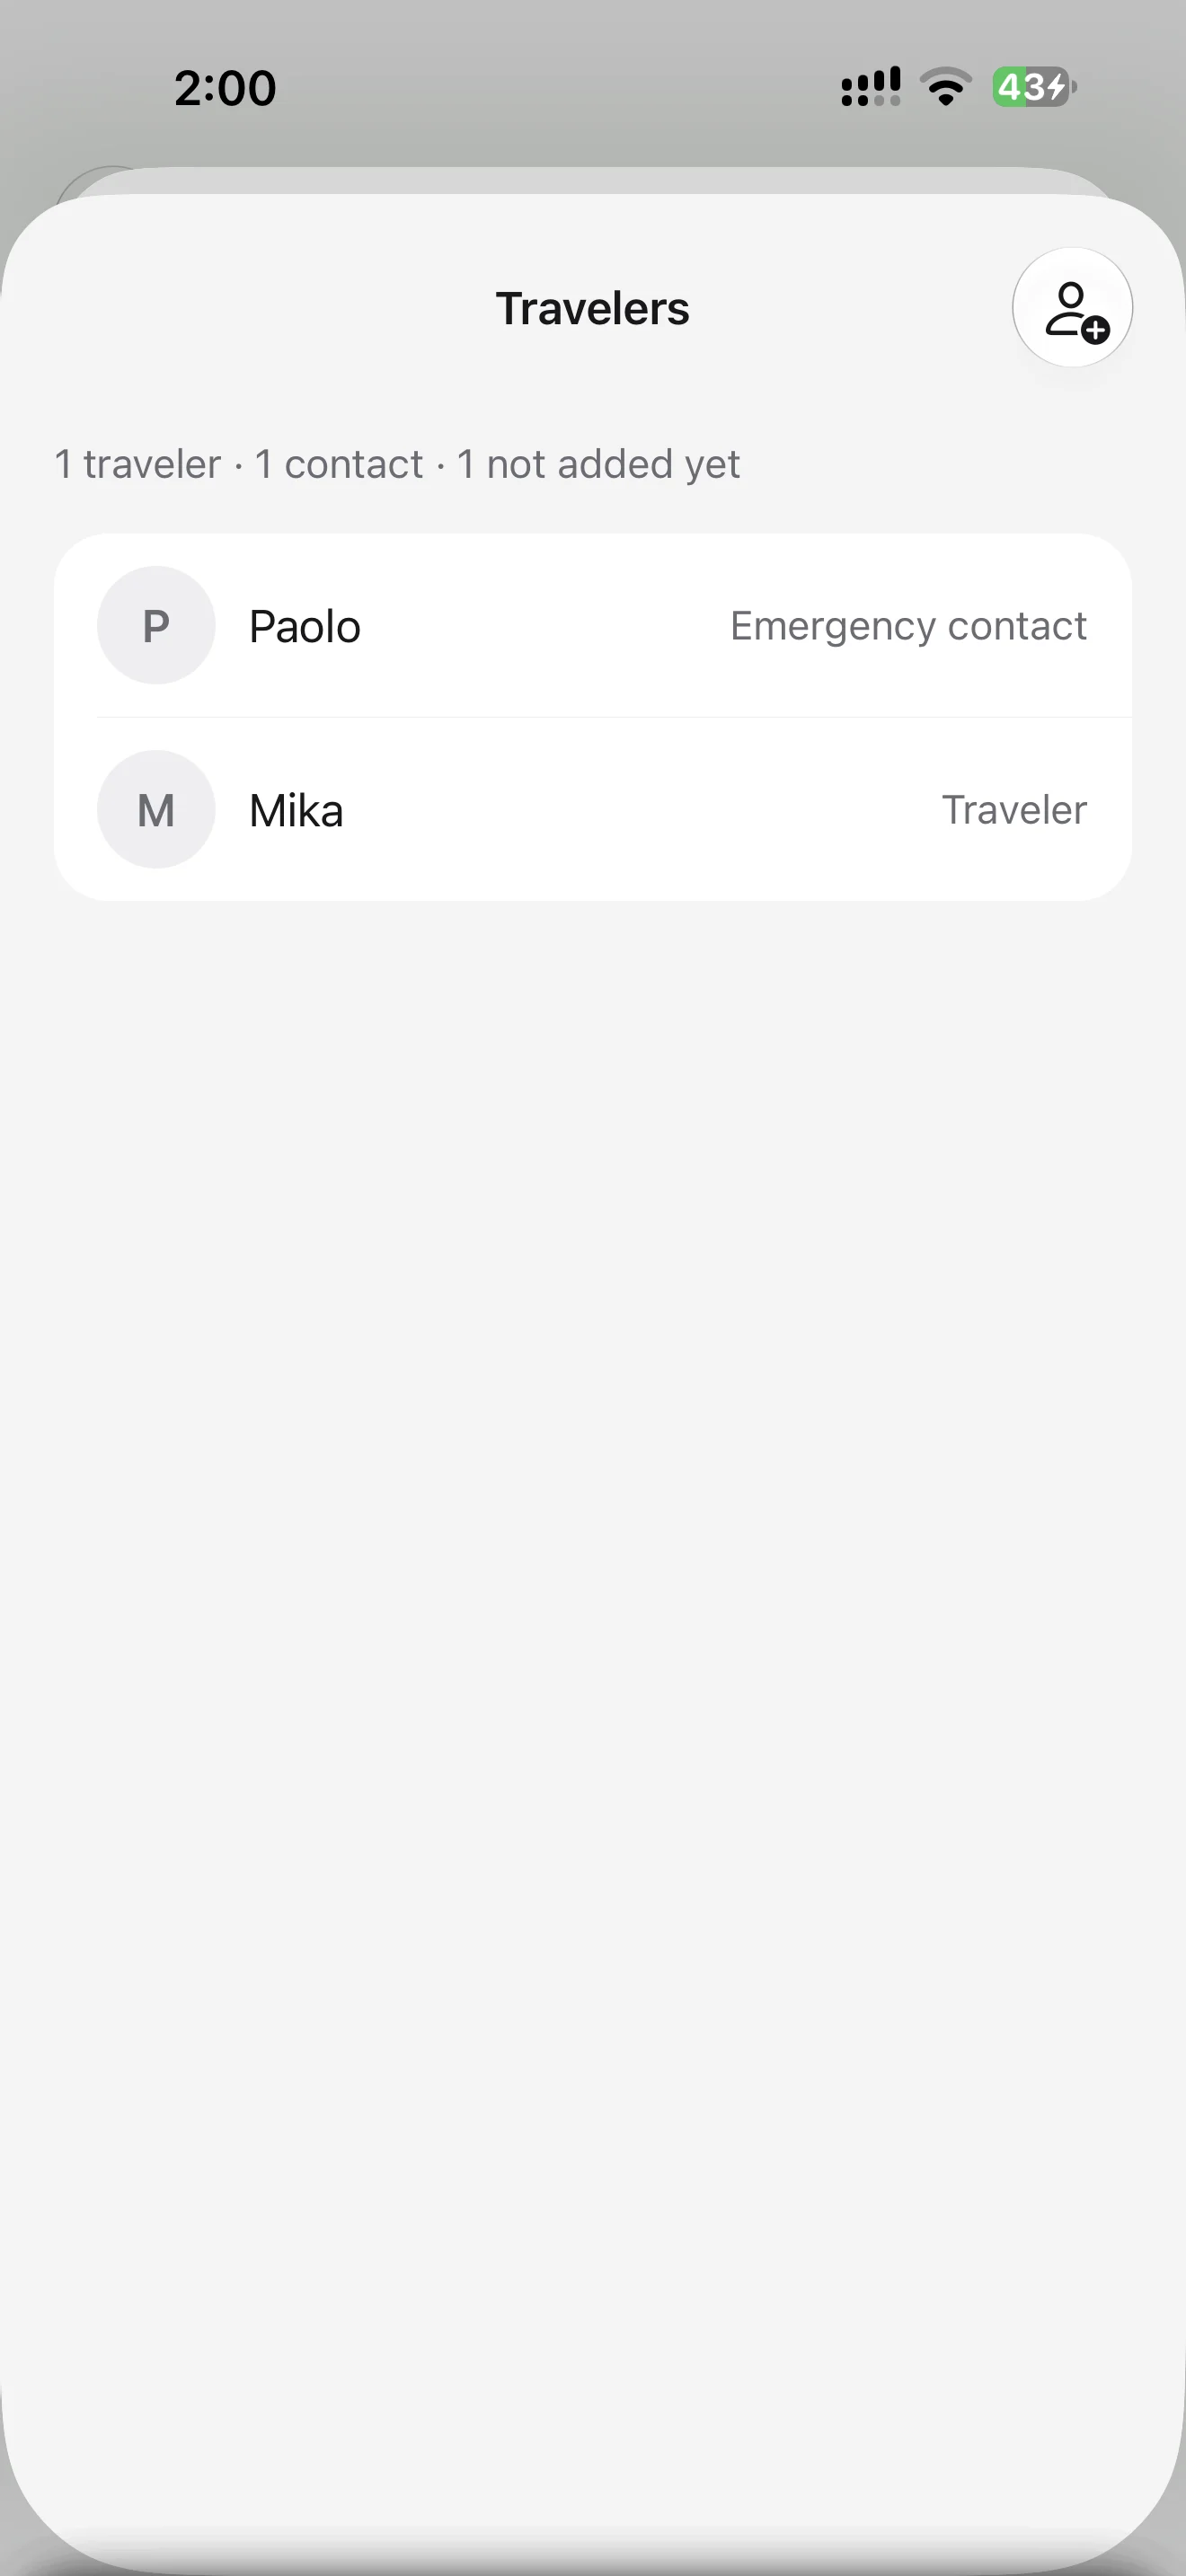 2:00
43
Travelers
1 traveler · 1 contact · 1 not added yet
P
Paolo
Emergency contact
M
Mika
Traveler